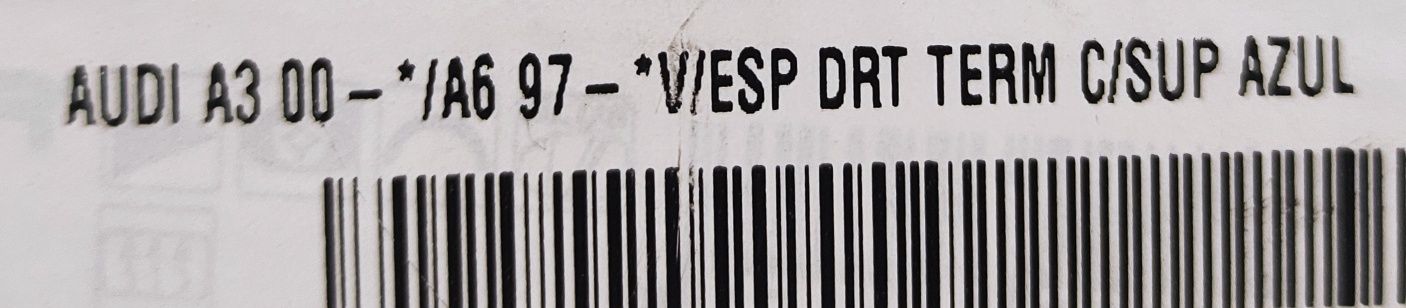 AUDI A3 00 – */A6 97 – *V/ESP DRT TERM C/SUP AZUL